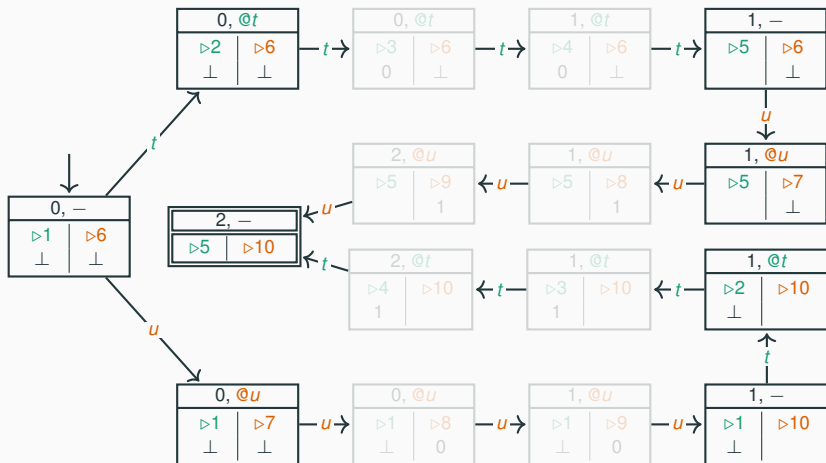 0, @t 0, @t 1, @t 1, —
▷2 ▷6 ▷3 ▷6 ▷4 ▷6 ▷5 ▷6
t t t
⊥ ⊥ 0 ⊥ 0 ⊥ ⊥
u
t
2, @u 1, @u 1, @u
▷5 ▷9 ▷5 ▷8 ▷5 ▷7
u u u
1 1 ⊥
0, — 2, —
▷1 ▷6 ▷5 ▷10
⊥ ⊥
2, @t 1, @t 1, @t
t t t
▷4 ▷10 ▷3 ▷10 ▷2 ▷10
1 1 ⊥
u
t
0, @u 0, @u 1, @u 1, —
▷1 ▷7 ▷1 ▷8 ▷1 ▷9 ▷1 ▷10
u u u
⊥ ⊥ ⊥ 0 ⊥ 0 ⊥